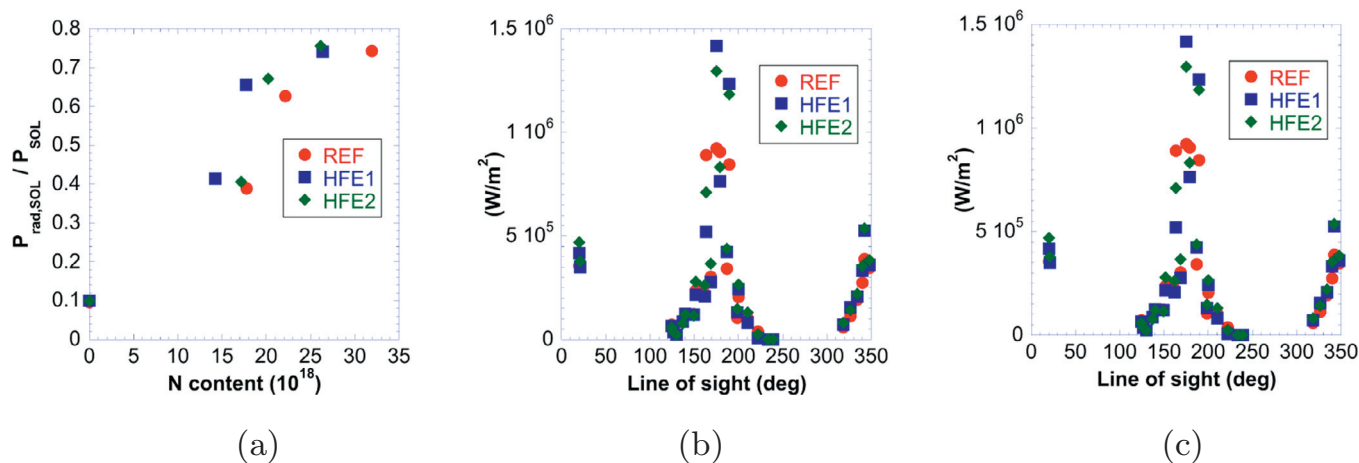 P_rad,SOL / P_SOL
0.8
0.7
0.6
0.5
0.4
0.3
0.2
0.1
0
0
5
10
15
20
25
30
35
N content (10^18)
REF
HFE1
HFE2
(a)
(W/m^2)
1.5 10^6
1 10^6
5 10^5
0
0
50
100
150
200
250
300
350
Line of sight (deg)
REF
HFE1
HFE2
(b)
(W/m^2)
1.5 10^6
1 10^6
5 10^5
0
0
50
100
150
200
250
300
350
Line of sight (deg)
REF
HFE1
HFE2
(c)